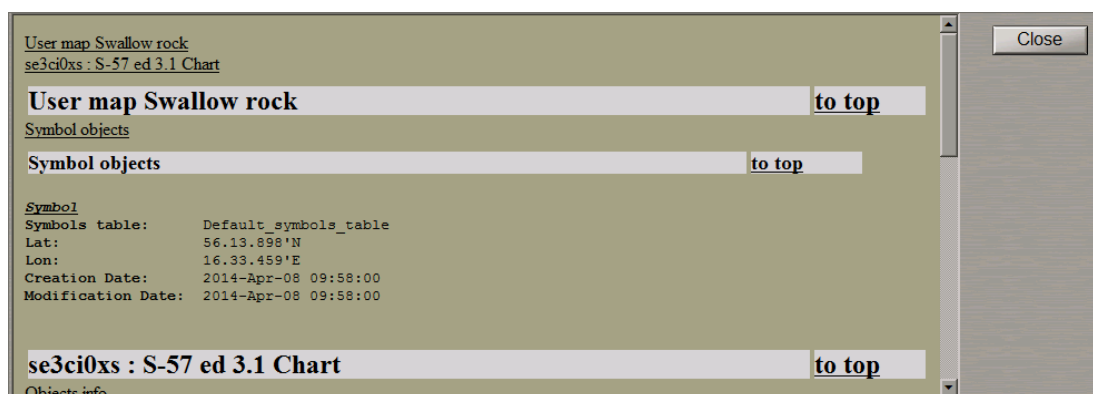 User map Swallow rock
se3ci0xs : S-57 ed 3.1 Chart
Close
User map Swallow rock to top
Symbol objects
Symbol objects to top
Symbol
Symbols table: Default_symbols_table
Lat: 56.13.898'N
Lon: 16.33.459'E
Creation Date: 2014-Apr-08 09:58:00
Modification Date: 2014-Apr-08 09:58:00
se3ci0xs : S-57 ed 3.1 Chart to top
Objects info